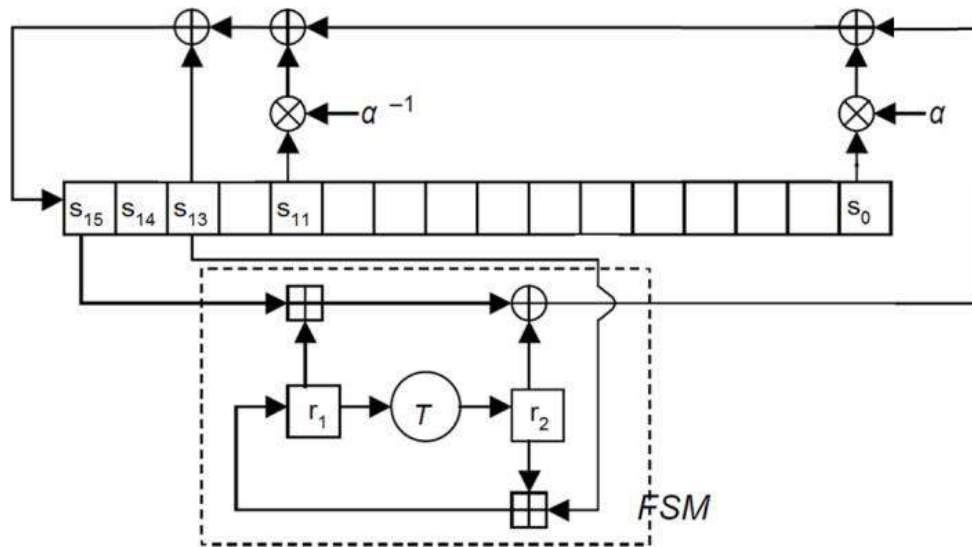 α ⁻¹
α
s₁₅ s₁₄ s₁₃ s₁₁ s₀
r₁ T r₂
FSM